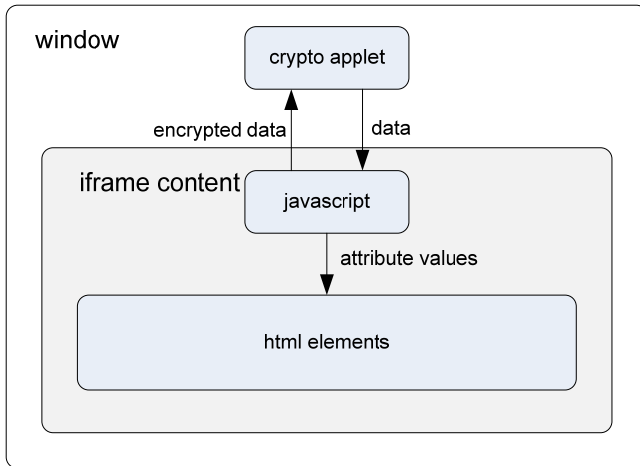 window
crypto applet
encrypted data
data
iframe content
javascript
attribute values
html elements